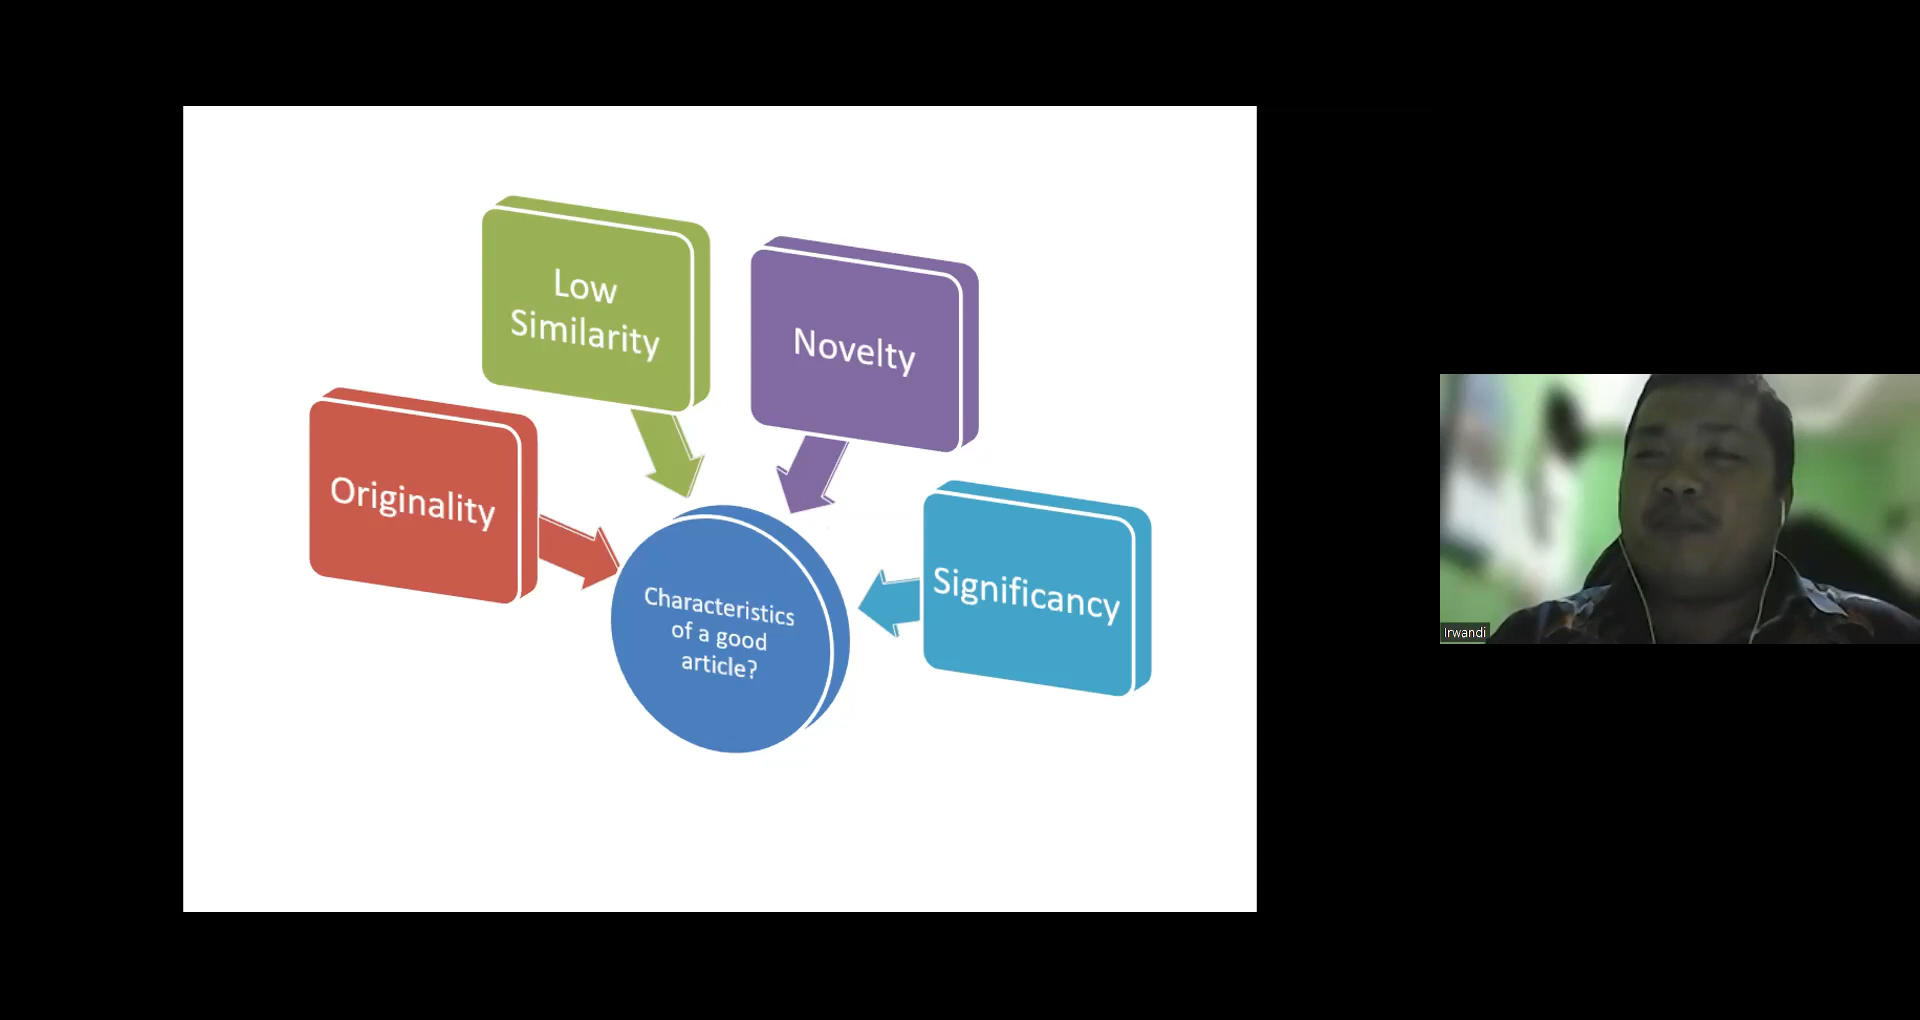 Low
Similarity
Novelty
Originality
Significancy
Characteristics
of a good
article?
Irwandi